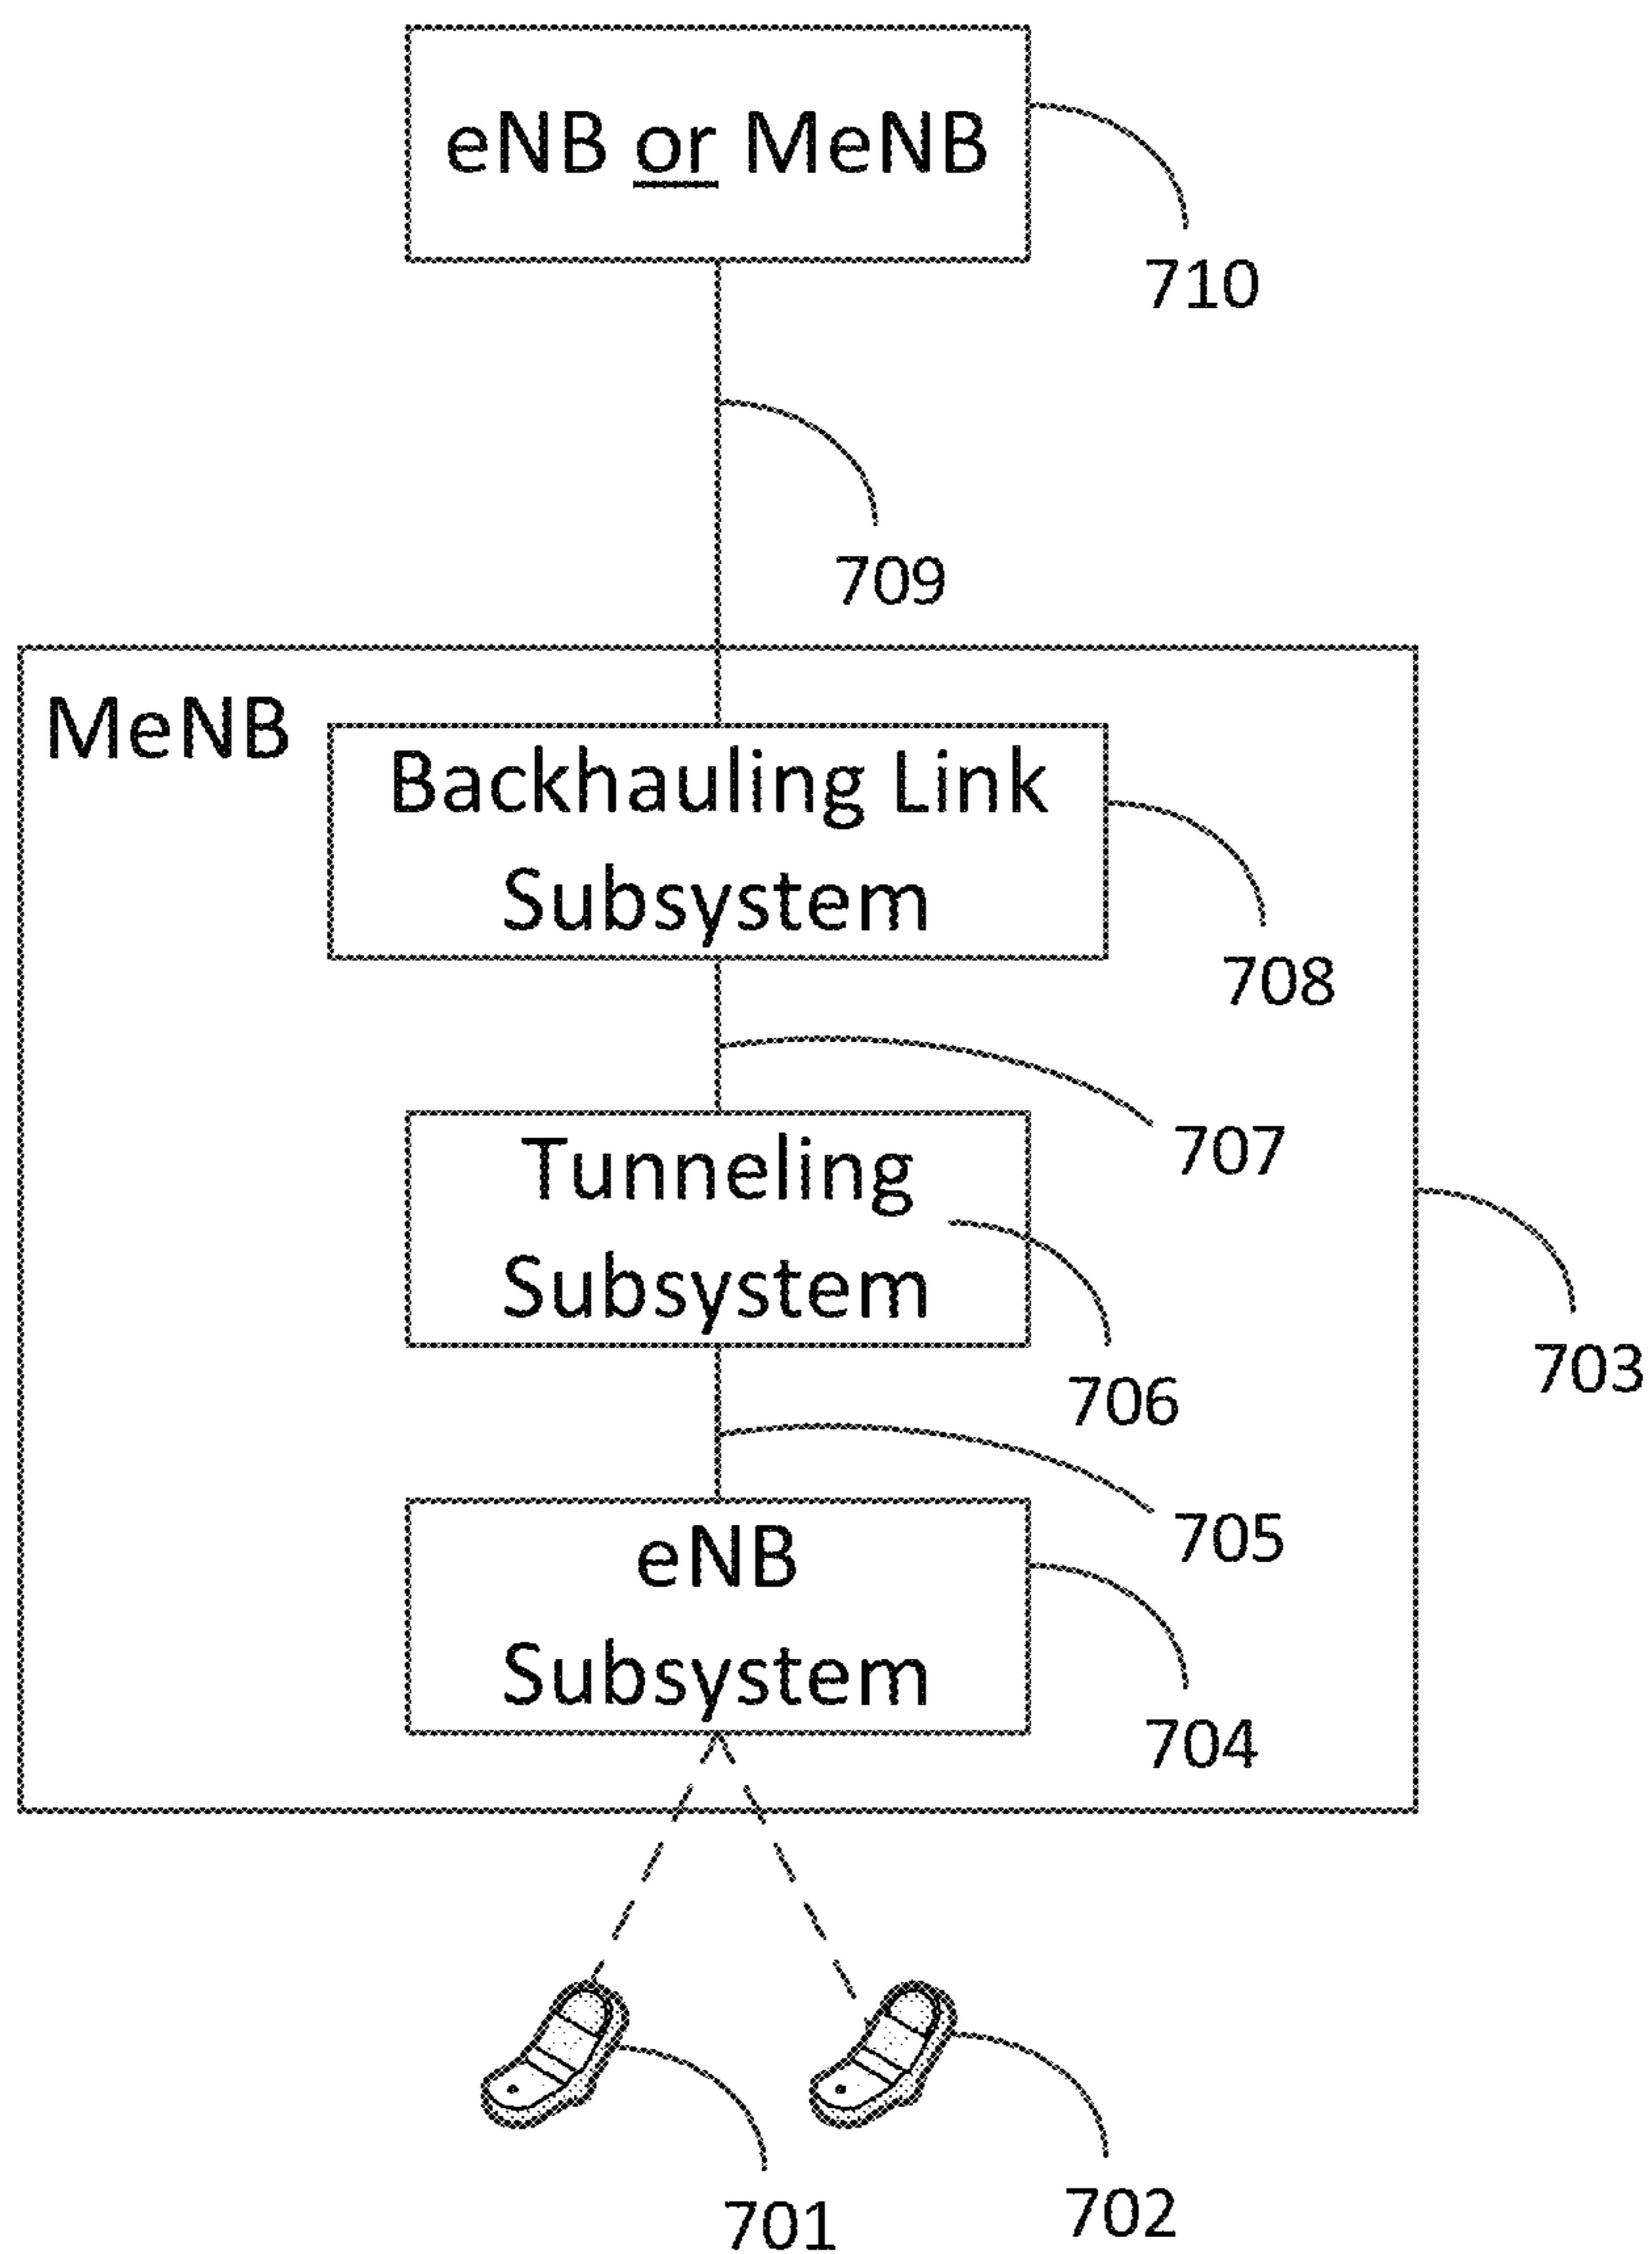 eNB or MeNB
710
709
MeNB
Backhauling Link
Subsystem
708
707
Tunneling
Subsystem
703
706
705
eNB
Subsystem
704
701
702